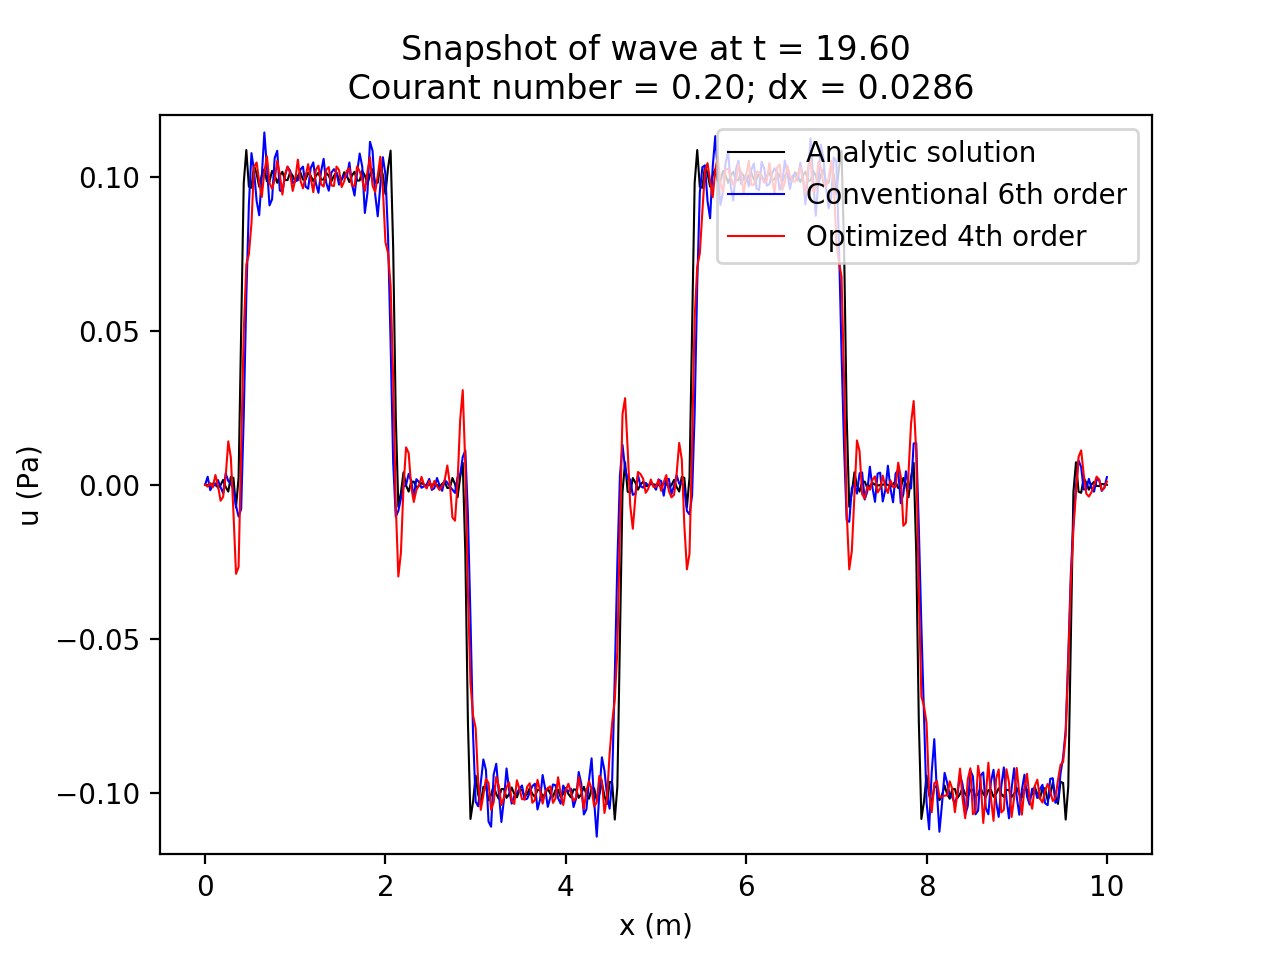 Snapshot of wave at t = 19.60
Courant number = 0.20; dx = 0.0286
Analytic solution
Conventional 6th order
Optimized 4th order
0.10
0.05
0.00
−0.05
−0.10
u (Pa)
0 2 4 6 8 10
x (m)